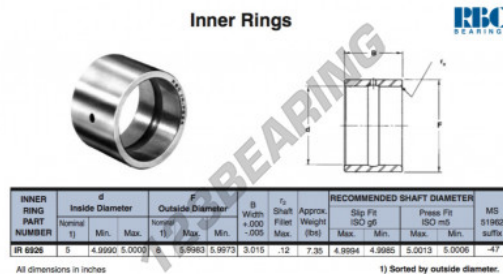 Inner Rings
RBC
BEARING
B
r₂
d
F
123BEARING
INNER RING PART NUMBER
d Inside Diameter
F Outside Diameter
B Width +.000 -.005
r₂ Shaft Fillet Max.
Approx. Weight (lbs)
RECOMMENDED SHAFT DIAMETER
Slip Fit ISO g6
Press Fit ISO m5
MS 51962 suffix
Nominal 1) Min. Max. Nominal 1) Max. Min. Max. Min. Max. Min.
IR 6926 5 4.9990 5.0000 6 5.9983 5.9973 3.015 .12 7.35 4.9994 4.9985 5.0013 5.0006 -47
All dimensions in inches
1) Sorted by outside diameter.